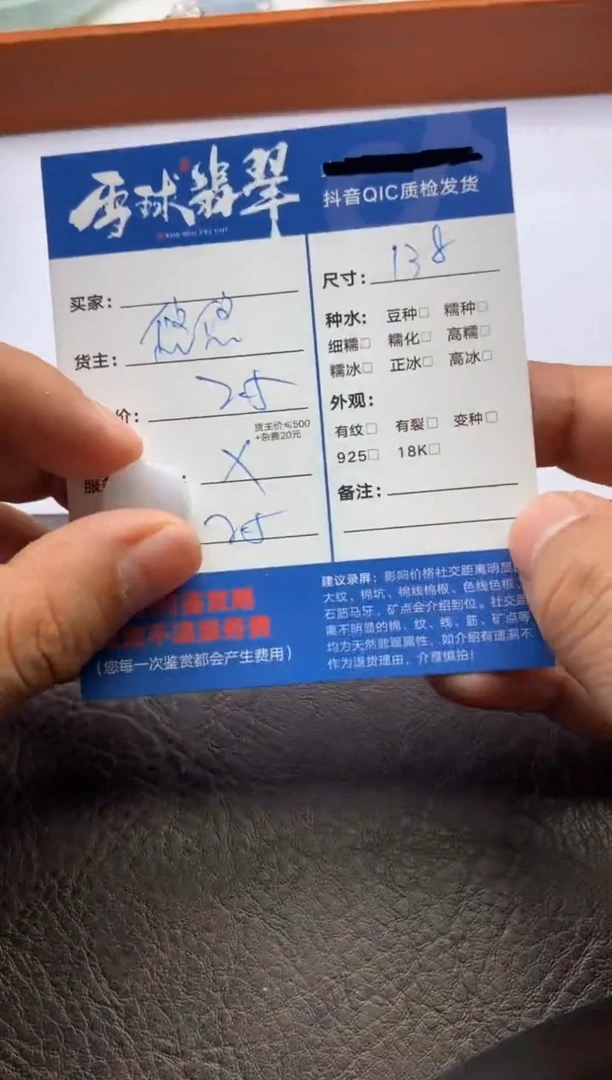 雪球翡翠
抖音QIC质检发货
买家：
货主：悠悠
价：25
货主价≤500
+杂费20元
服
X
25
尺寸：138
种水：豆种□ 糯种□
细糯□ 糯化□ 高糯□
糯冰□ 正冰□ 高冰□
外观：
有纹□ 有裂□ 变种□
925□ 18K□
备注：
（您每一次鉴赏都会产生费用）
建议录屏：影响价格社交距离明显
大纹、棉坑、棉线棉根、色线色根
石筋马牙，矿点会介绍到位。社交
离不明显的棉、纹、线、筋、矿点等
均为天然翡翠属性，如介绍有遗漏不
作为退货理由，介意慎拍！